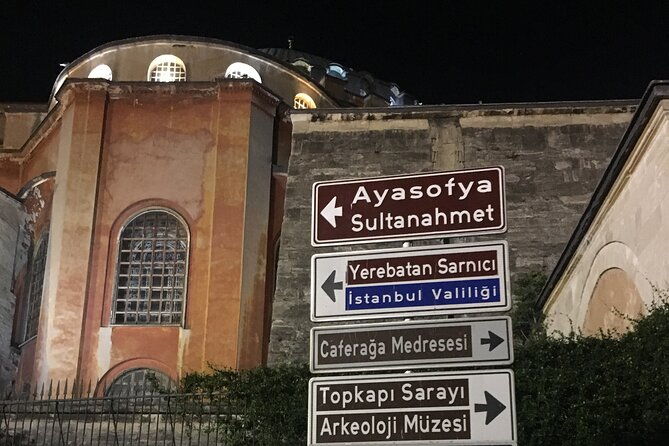 Ayasofya
Sultanahmet
Yerebatan Sarnıcı
İstanbul Valiliği
Caferağa Medresesi
Topkapı Sarayı
Arkeoloji Müzesi